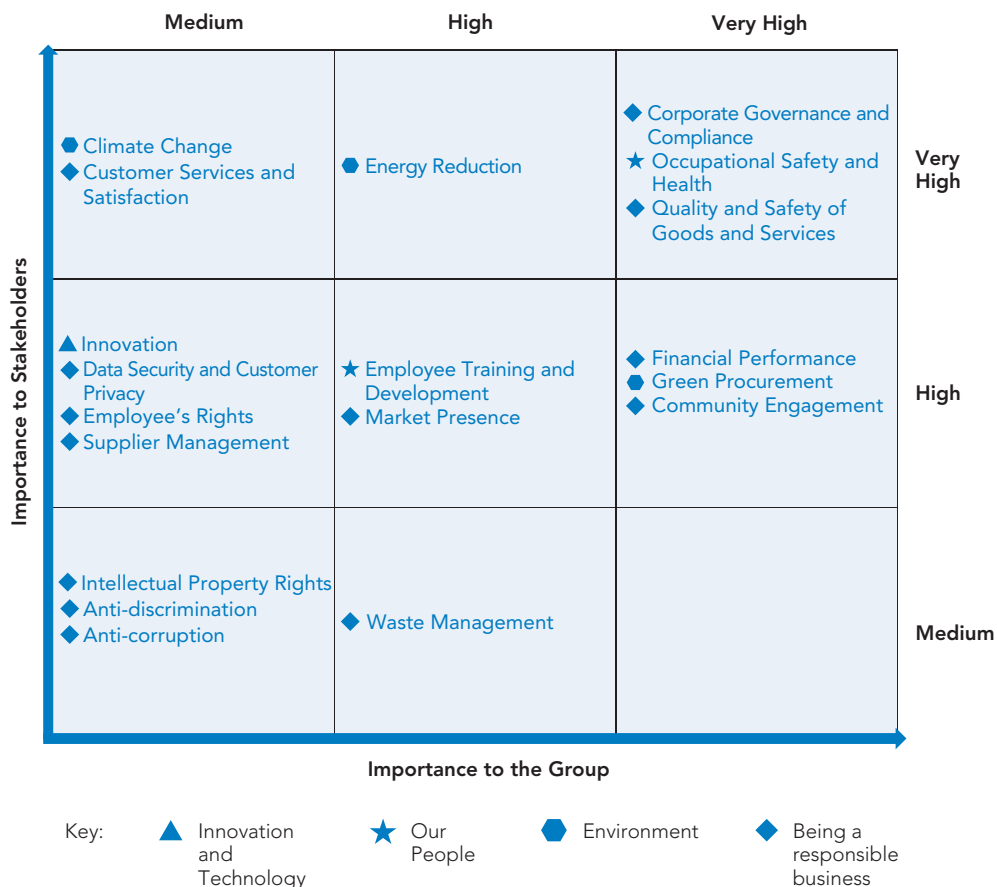 Medium
High
Very High
Climate Change
Customer Services and
Satisfaction
Energy Reduction
Corporate Governance and
Compliance
Occupational Safety and
Health
Quality and Safety of
Goods and Services
Very
High
Innovation
Data Security and Customer
Privacy
Employee's Rights
Supplier Management
Employee Training and
Development
Market Presence
Financial Performance
Green Procurement
Community Engagement
High
Intellectual Property Rights
Anti-discrimination
Anti-corruption
Waste Management
Medium
Importance to Stakeholders
Importance to the Group
Key:
Innovation
and
Technology
Our
People
Environment
Being a
responsible
business